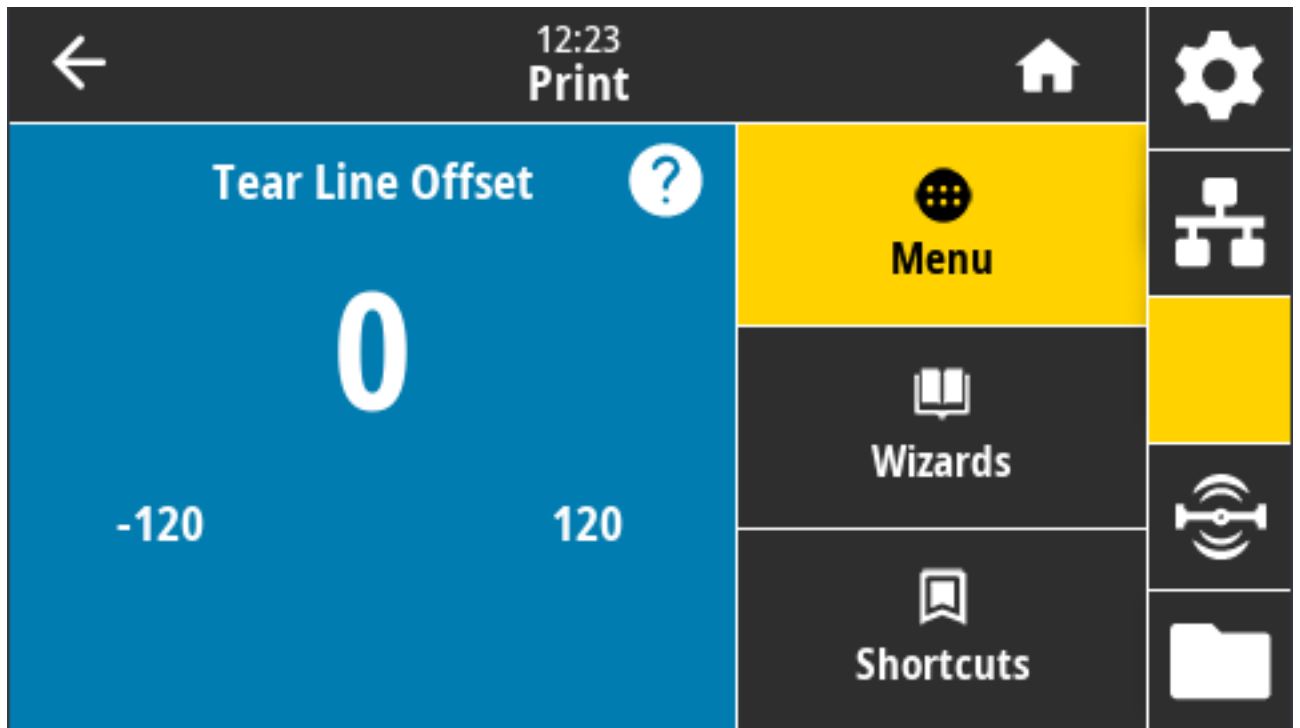 12:23
Print
Tear Line Offset ?
0
-120 120
Menu
Wizards
Shortcuts